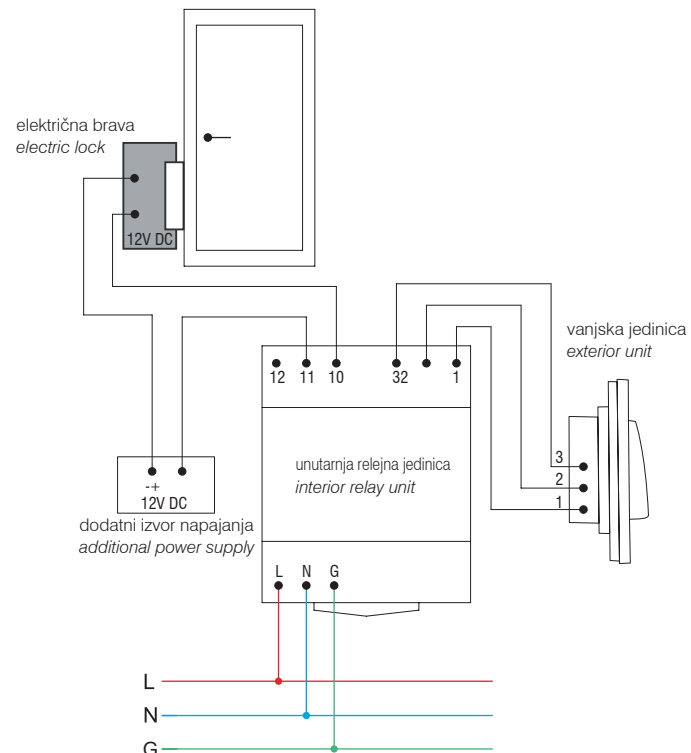 električna brava
electric lock
12V DC
vanjska jedinica
exterior unit
12 11 10 32 1
unutarnja relejna jedinica
interior relay unit
3
2
1
-+
12V DC
dodatni izvor napajanja
additional power supply
L N G
L
N
G